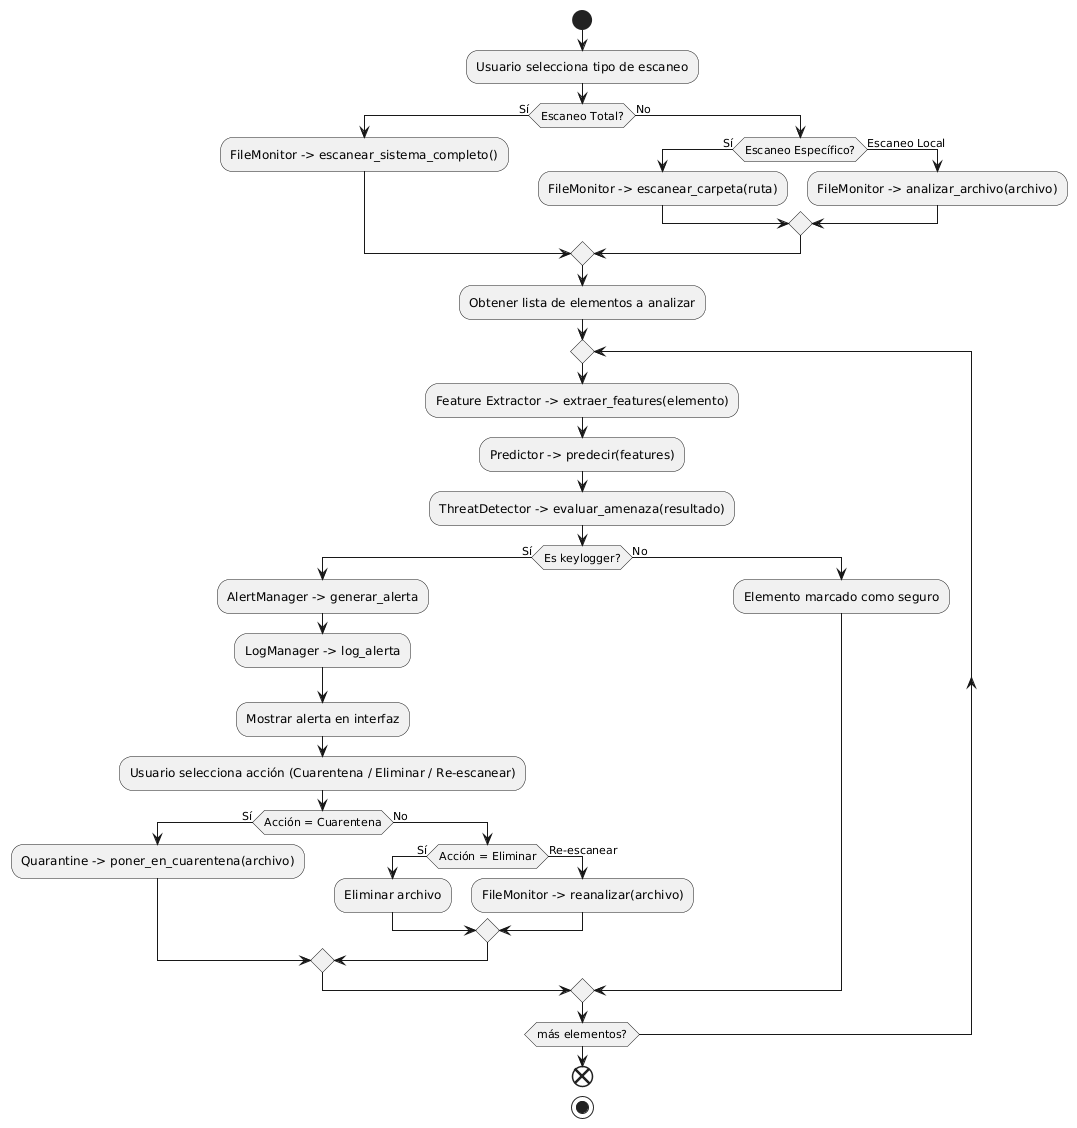 Usuario selecciona tipo de escaneo
Sí
Escaneo Total?
No
FileMonitor -> escanear_sistema_completo()
Sí
Escaneo Específico?
Escaneo Local
FileMonitor -> escanear_carpeta(ruta)
FileMonitor -> analizar_archivo(archivo)
Obtener lista de elementos a analizar
Feature Extractor -> extraer_features(elemento)
Predictor -> predecir(features)
ThreatDetector -> evaluar_amenaza(resultado)
Sí
Es keylogger?
No
AlertManager -> generar_alerta
Elemento marcado como seguro
LogManager -> log_alerta
Mostrar alerta en interfaz
Usuario selecciona acción (Cuarentena / Eliminar / Re-escanear)
Sí
Acción = Cuarentena
No
Quarantine -> poner_en_cuarentena(archivo)
Sí
Acción = Eliminar
Re-escanear
Eliminar archivo
FileMonitor -> reanalizar(archivo)
más elementos?